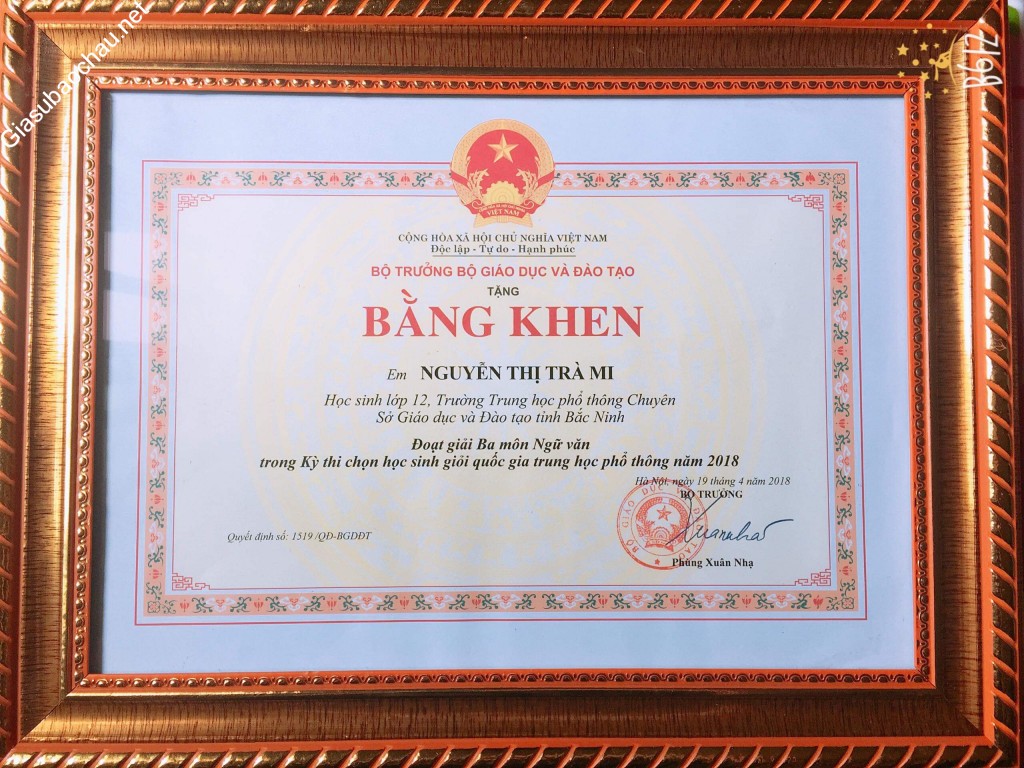 Giasubaochau.net
CỘNG HÒA XÃ HỘI CHỦ NGHĨA VIỆT NAM
Độc lập - Tự do - Hạnh phúc
BỘ TRƯỞNG BỘ GIÁO DỤC VÀ ĐÀO TẠO
TẶNG
BẰNG KHEN
Em NGUYỄN THỊ TRÀ MI
Học sinh lớp 12, Trường Trung học phổ thông Chuyên
Sở Giáo dục và Đào tạo tỉnh Bắc Ninh
Đoạt giải Ba môn Ngữ văn
trong Kỳ thi chọn học sinh giỏi quốc gia trung học phổ thông năm 2018
Hà Nội, ngày 19 tháng 4 năm 2018
BỘ TRƯỞNG
Quyết định số: 1519 /QĐ-BGDĐT
Phùng Xuân Nhạ
VIỆT NAM